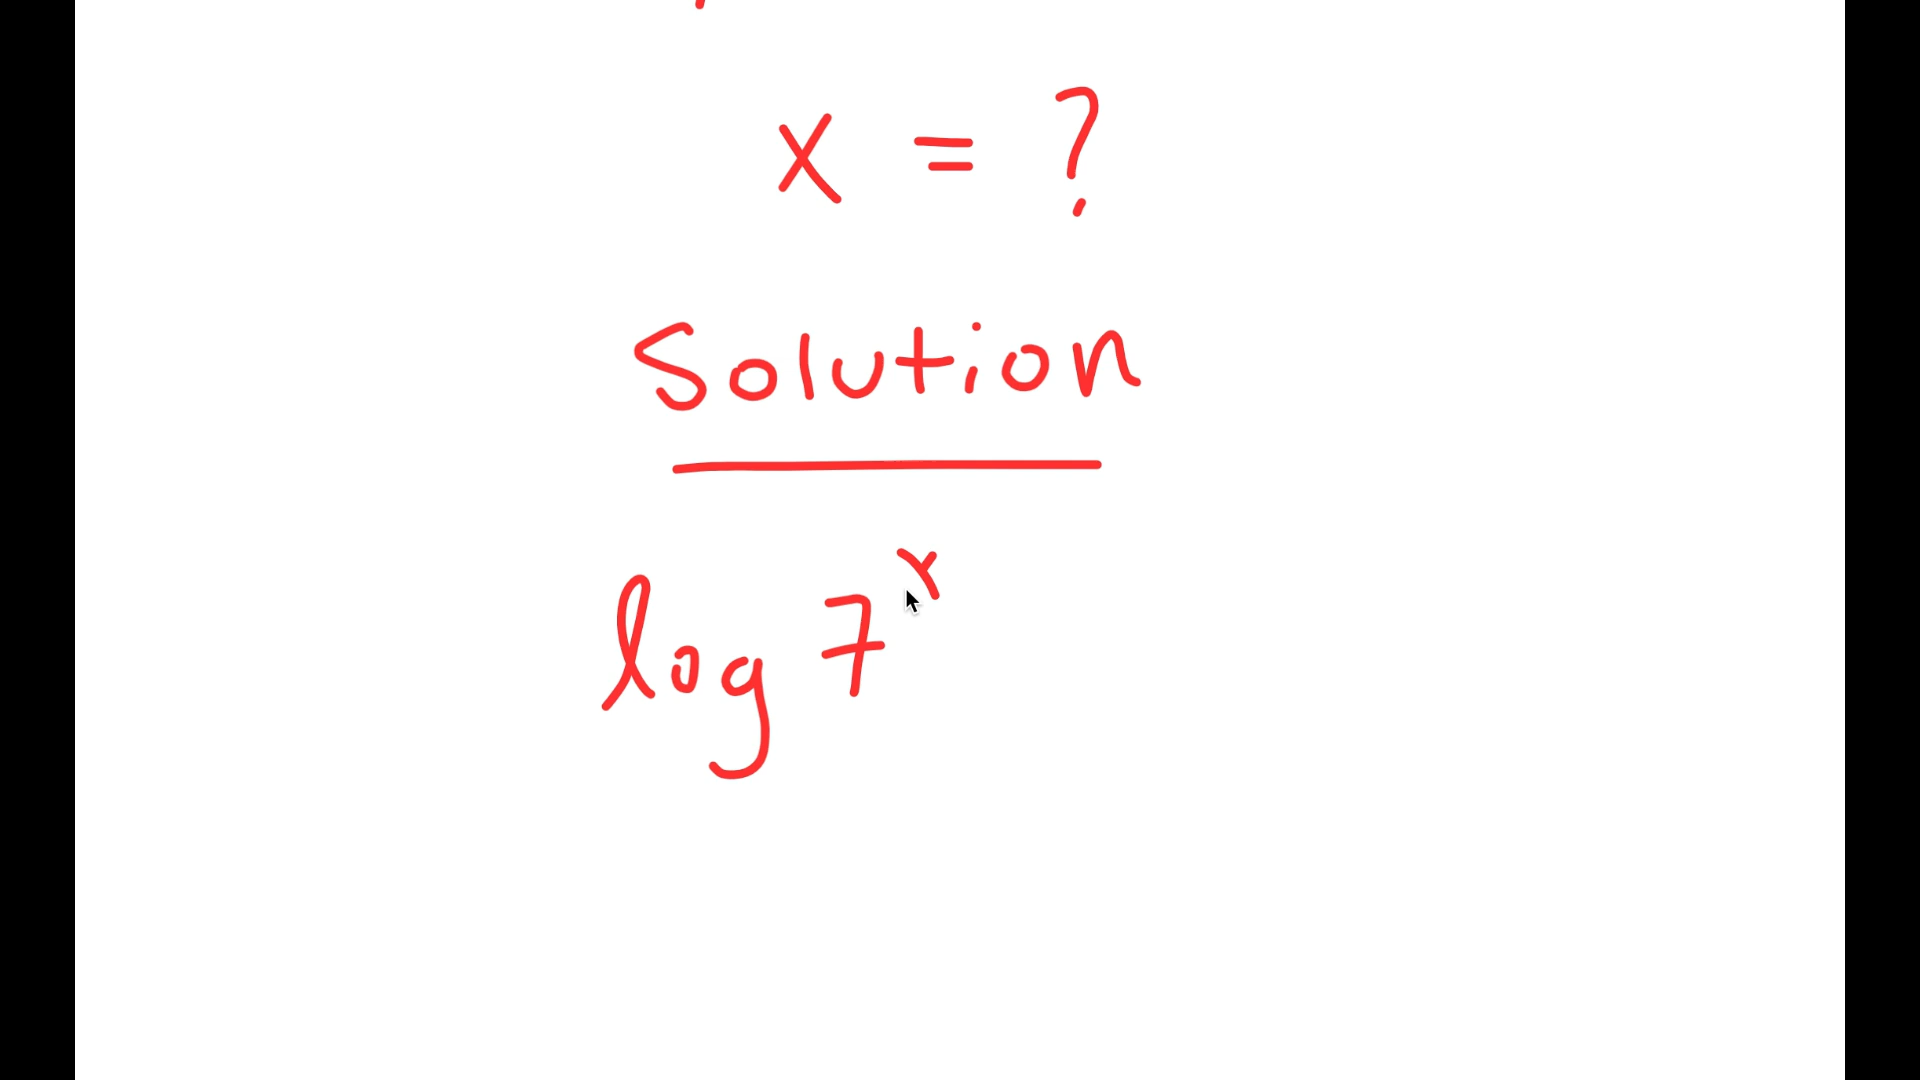 x = ?
Solution
log 7^x